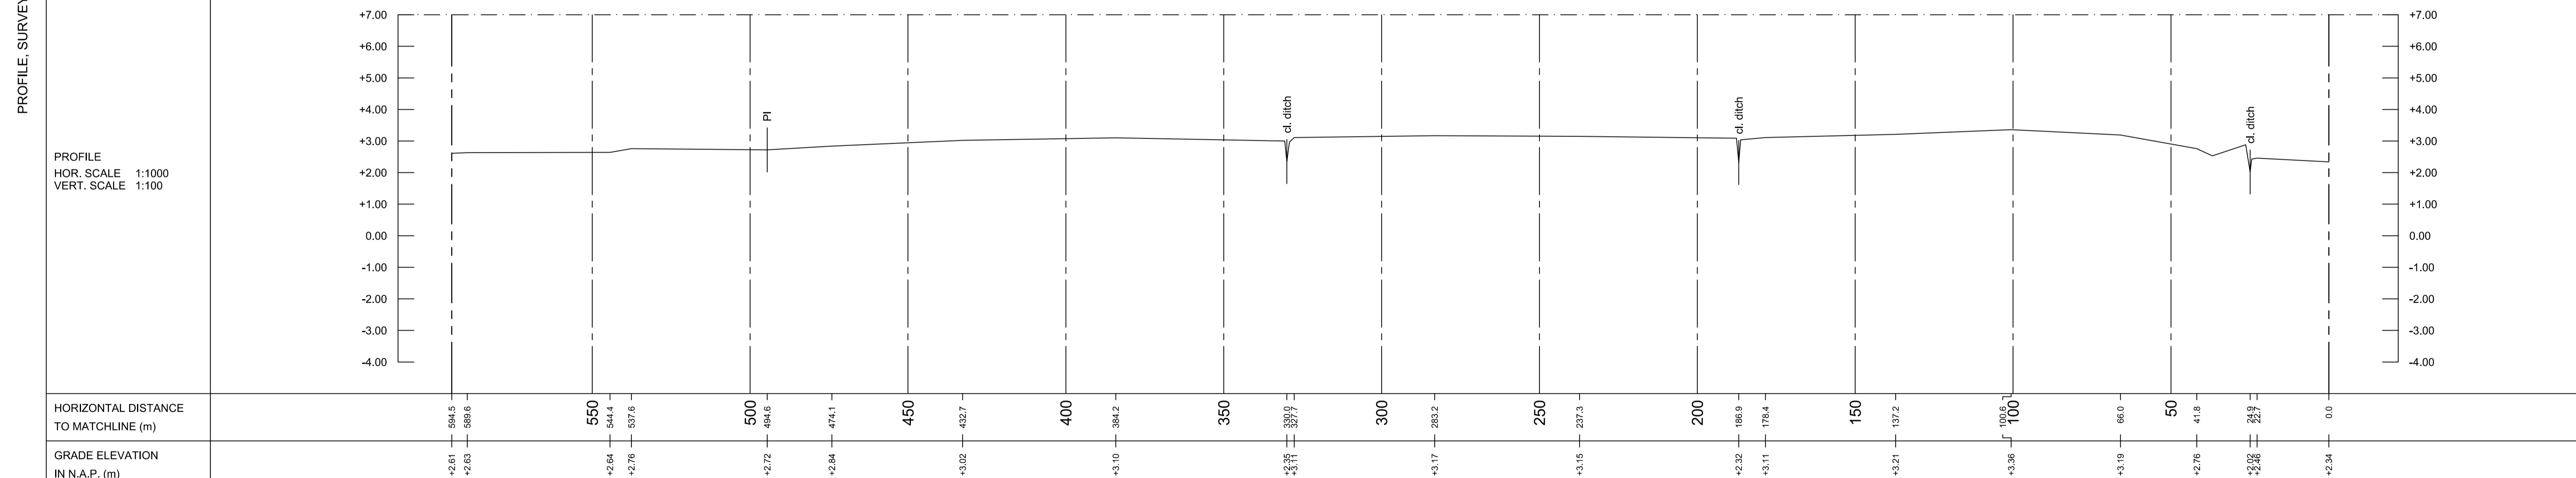 PROFILE, SURVEY
+7.00
+6.00
+5.00
+4.00
+3.00
+2.00
+1.00
0.00
-1.00
-2.00
-3.00
-4.00
PI
cl. ditch
cl. ditch
cl. ditch
+7.00
+6.00
+5.00
+4.00
+3.00
+2.00
+1.00
0.00
-1.00
-2.00
-3.00
-4.00
PROFILE
HOR. SCALE 1:1000
VERT. SCALE 1:100
HORIZONTAL DISTANCE
TO MATCHLINE (m)
594.5 589.6 550 544.4 537.6 500 494.6 474.1 450 432.7 400 384.2 350 330.0 327.7 300 283.2 250 237.3 200 186.9 178.4 150 137.2 100.6 100 66.0 50 41.8 24.9 22.7 0.0
GRADE ELEVATION
IN N.A.P. (m)
+2.61 +2.63 +2.64 +2.76 +2.72 +2.84 +3.02 +3.10 +2.35 +3.11 +3.17 +3.15 +2.32 +3.11 +3.21 +3.36 +3.19 +2.76 +2.02 +2.46 +2.34